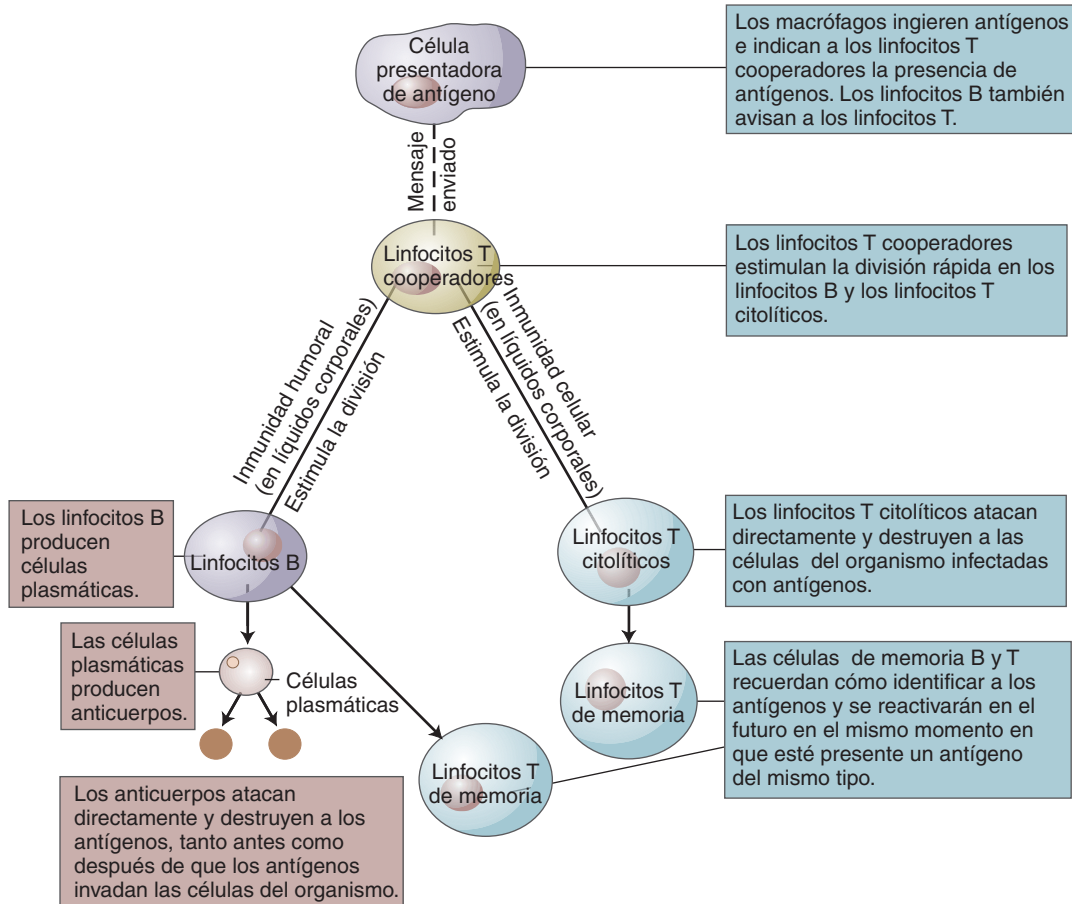 Célula
presentadora
de antígeno
Los macrófagos ingieren antígenos
e indican a los linfocitos T
cooperadores la presencia de
antígenos. Los linfocitos B también
avisan a los linfocitos T.
Mensaje
enviado
Linfocitos T
cooperadores
Los linfocitos T cooperadores
estimulan la división rápida en los
linfocitos B y los linfocitos T
citolíticos.
Inmunidad humoral
(en líquidos corporales)
Estimula la división
Inmunidad celular
(en líquidos corporales)
Estimula la división
Los linfocitos B
producen
células
plasmáticas.
Linfocitos B
Linfocitos T
citolíticos
Los linfocitos T citolíticos atacan
directamente y destruyen a las
células del organismo infectadas
con antígenos.
Las células
plasmáticas
producen
anticuerpos.
Células
plasmáticas
Linfocitos T
de memoria
Linfocitos T
de memoria
Las células de memoria B y T
recuerdan cómo identificar a los
antígenos y se reactivarán en el
futuro en el mismo momento en
que esté presente un antígeno
del mismo tipo.
Los anticuerpos atacan
directamente y destruyen a los
antígenos, tanto antes como
después de que los antígenos
invadan las células del organismo.